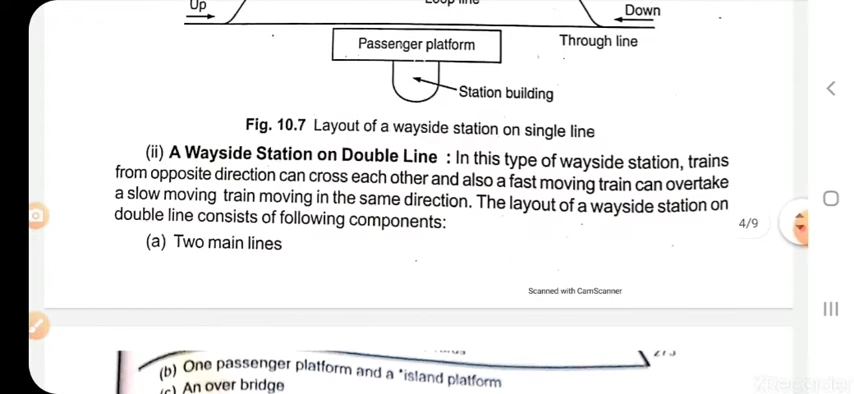 Up
Loop line
Down
Passenger platform
Through line
Station building
Fig. 10.7 Layout of a wayside station on single line
(ii) A Wayside Station on Double Line : In this type of wayside station, trains
from opposite direction can cross each other and also a fast moving train can overtake
a slow moving train moving in the same direction. The layout of a wayside station on
double line consists of following components:
(a) Two main lines
4/9
Scanned with CamScanner
(b) One passenger platform and a *island platform
(c) An over bridge
XRecorder